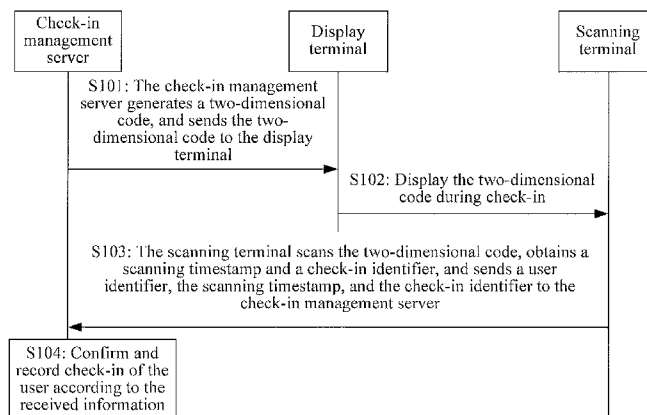 Check-in
management
server
Display
terminal
Scanning
terminal
S101: The check-in management
server generates a two-dimensional
code, and sends the two-
dimensional code to the display
terminal
S102: Display the two-dimensional
code during check-in
S103: The scanning terminal scans the two-dimensional code, obtains a
scanning timestamp and a check-in identifier, and sends a user
identifier, the scanning timestamp, and the check-in identifier to the
check-in management server
S104: Confirm and
record check-in of
the user according to the
received information